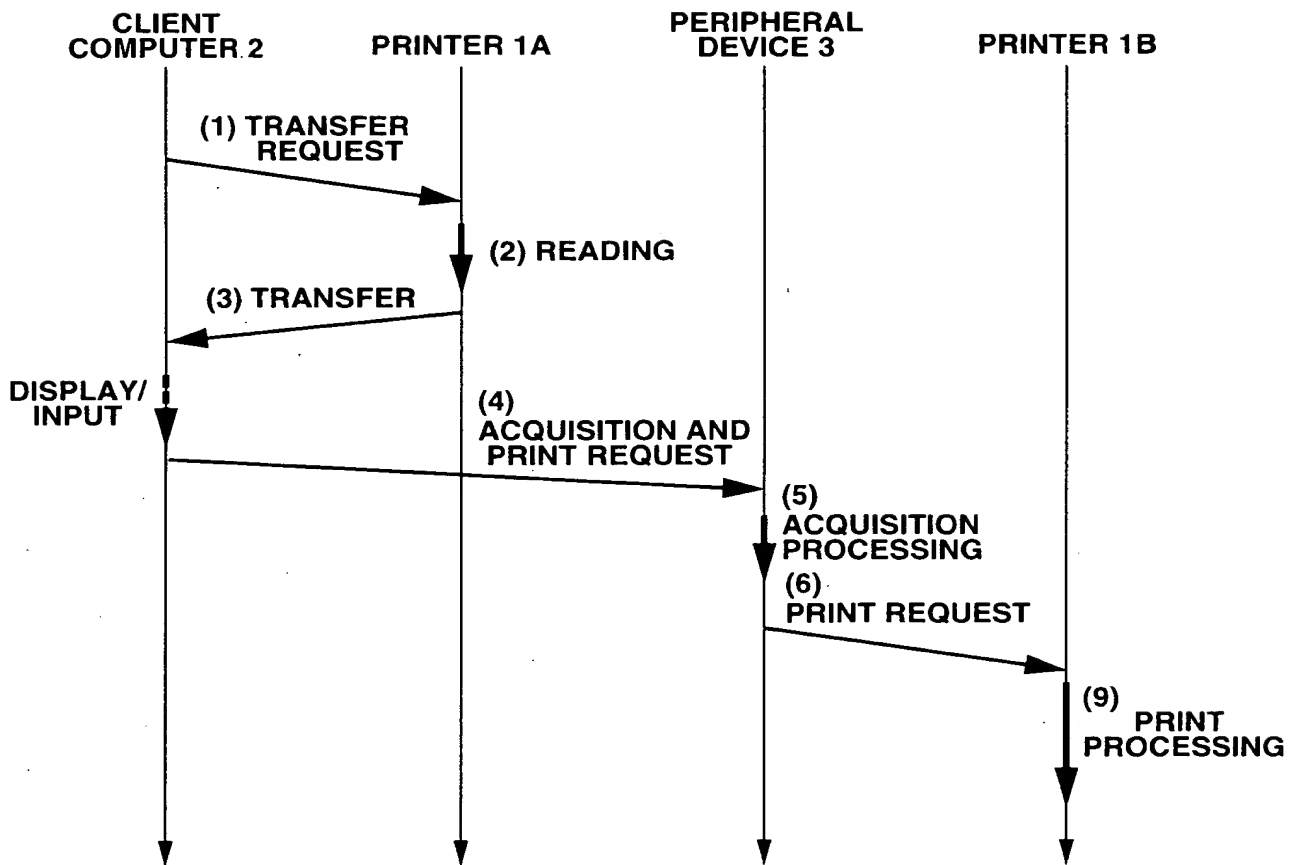 CLIENT
COMPUTER 2
PRINTER 1A
PERIPHERAL
DEVICE 3
PRINTER 1B
(1) TRANSFER
REQUEST
(2) READING
(3) TRANSFER
DISPLAY/
INPUT
(4)
ACQUISITION AND
PRINT REQUEST
(5)
ACQUISITION
PROCESSING
(6)
PRINT REQUEST
(9)
PRINT
PROCESSING